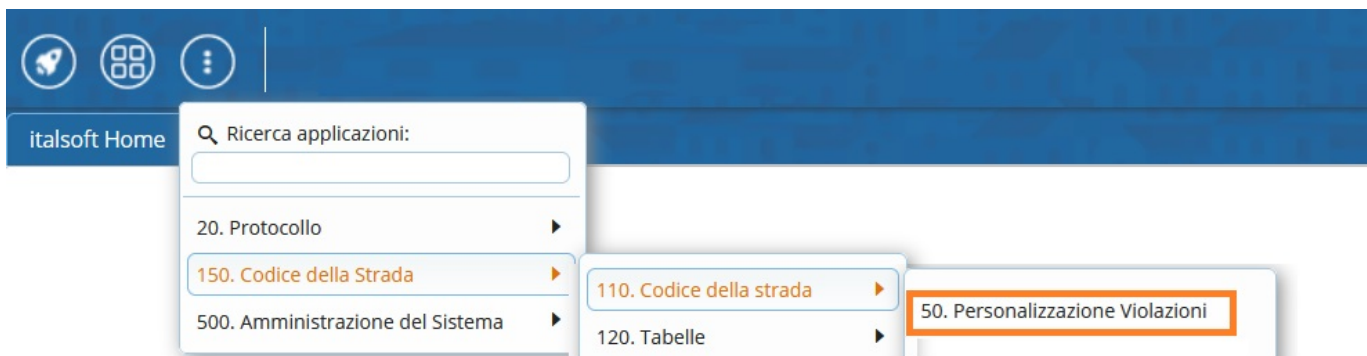 italsoft Home
Ricerca applicazioni:
20. Protocollo
150. Codice della Strada
500. Amministrazione del Sistema
110. Codice della strada
120. Tabelle
50. Personalizzazione Violazioni